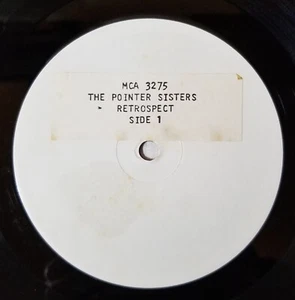 MCA 3275
THE POINTER SISTERS
- RETROSPECT
SIDE 1